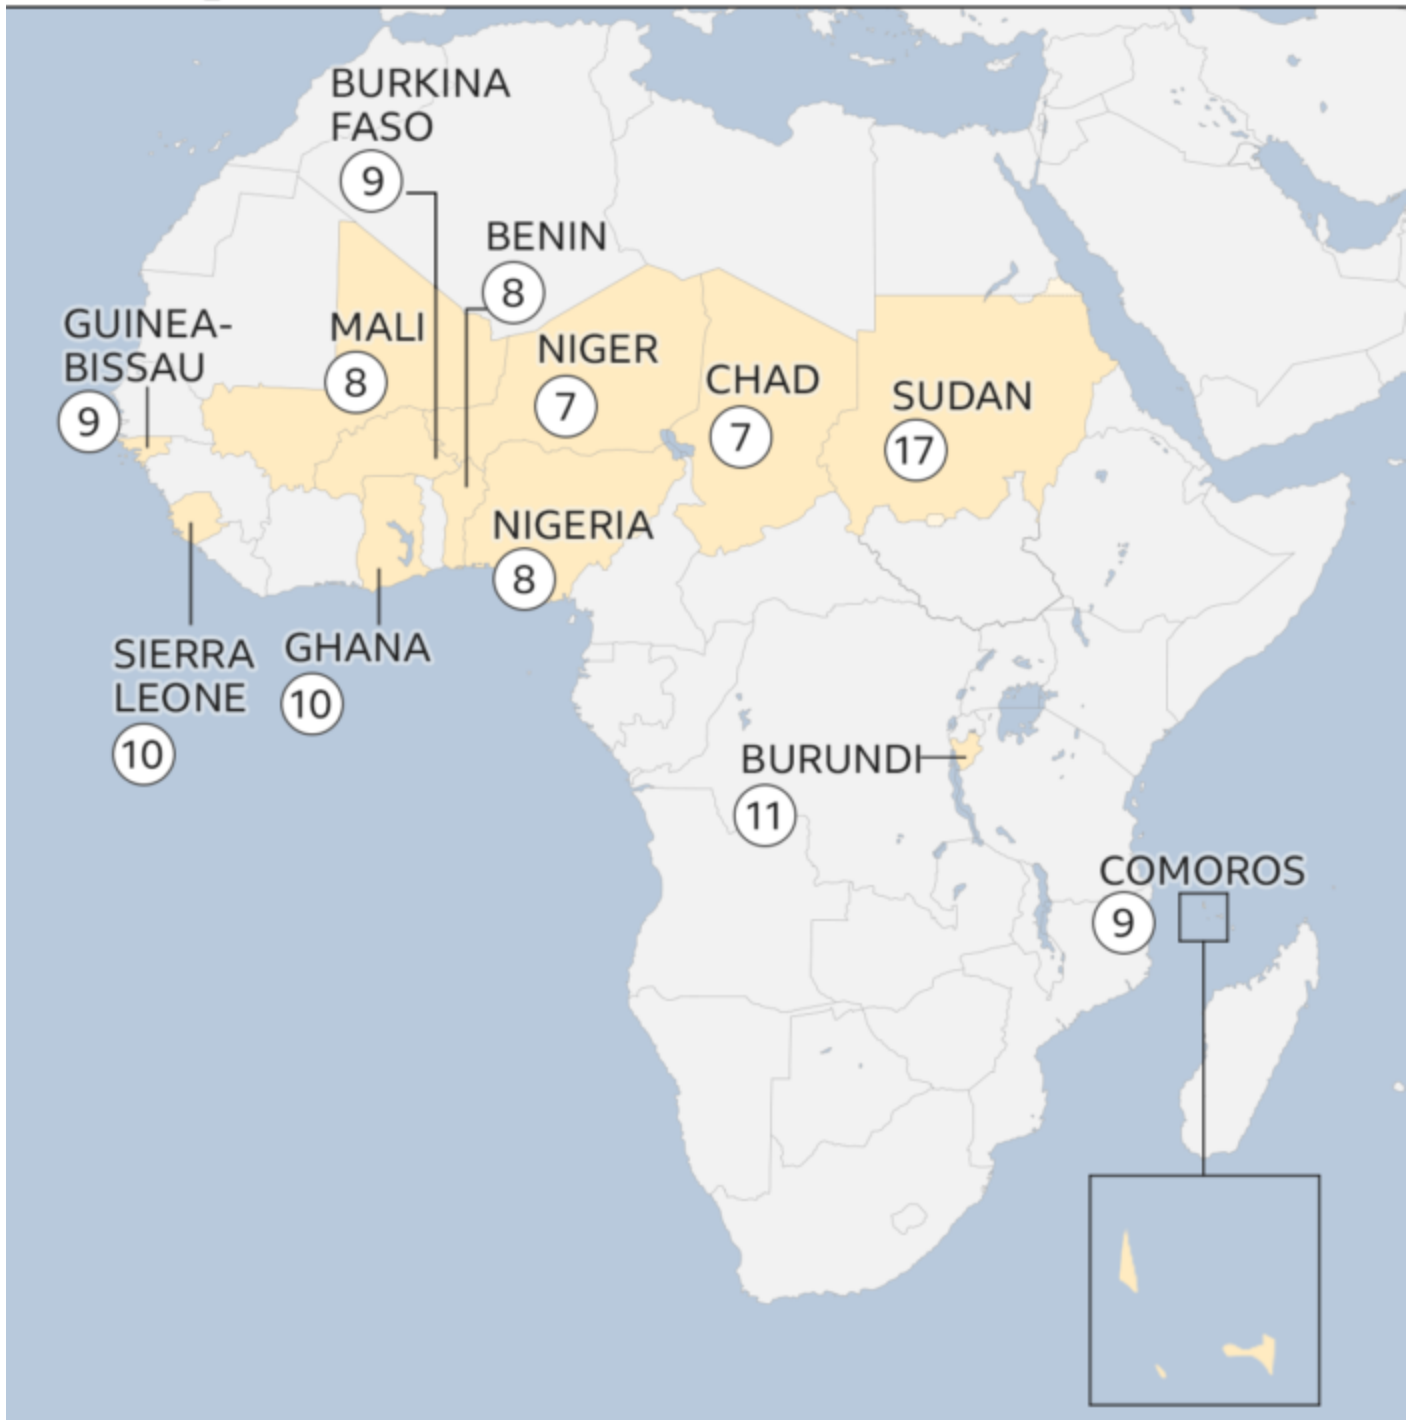 BURKINA
FASO
9
BENIN
8
GUINEA-
BISSAU
9
MALI
8
NIGER
7
CHAD
7
SUDAN
17
NIGERIA
8
SIERRA
LEONE
10
GHANA
10
BURUNDI
11
COMOROS
9